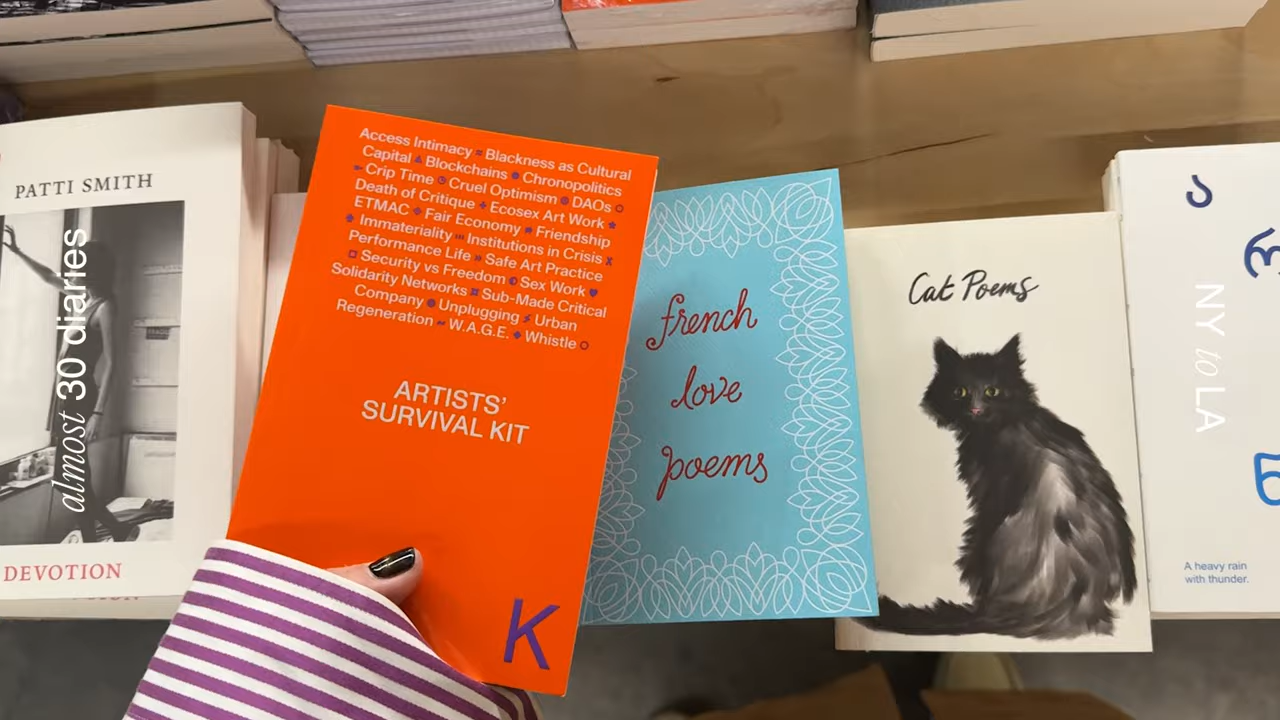 PATTI SMITH
almost 30 diaries
DEVOTION
Access Intimacy Blackness as Cultural
Capital Blockchains Chronopolitics
Crip Time Cruel Optimism DAOs
Death of Critique Ecosex Art Work
ETMAC Fair Economy Friendship
Immateriality Institutions in Crisis
Performance Life Safe Art Practice
Security vs Freedom Sex Work
Solidarity Networks Sub-Made Critical
Company Unplugging Urban
Regeneration W.A.G.E. Whistle
ARTISTS'
SURVIVAL KIT
K
french
love
poems
Cat Poems
NY to LA
A heavy rain
with thunder.